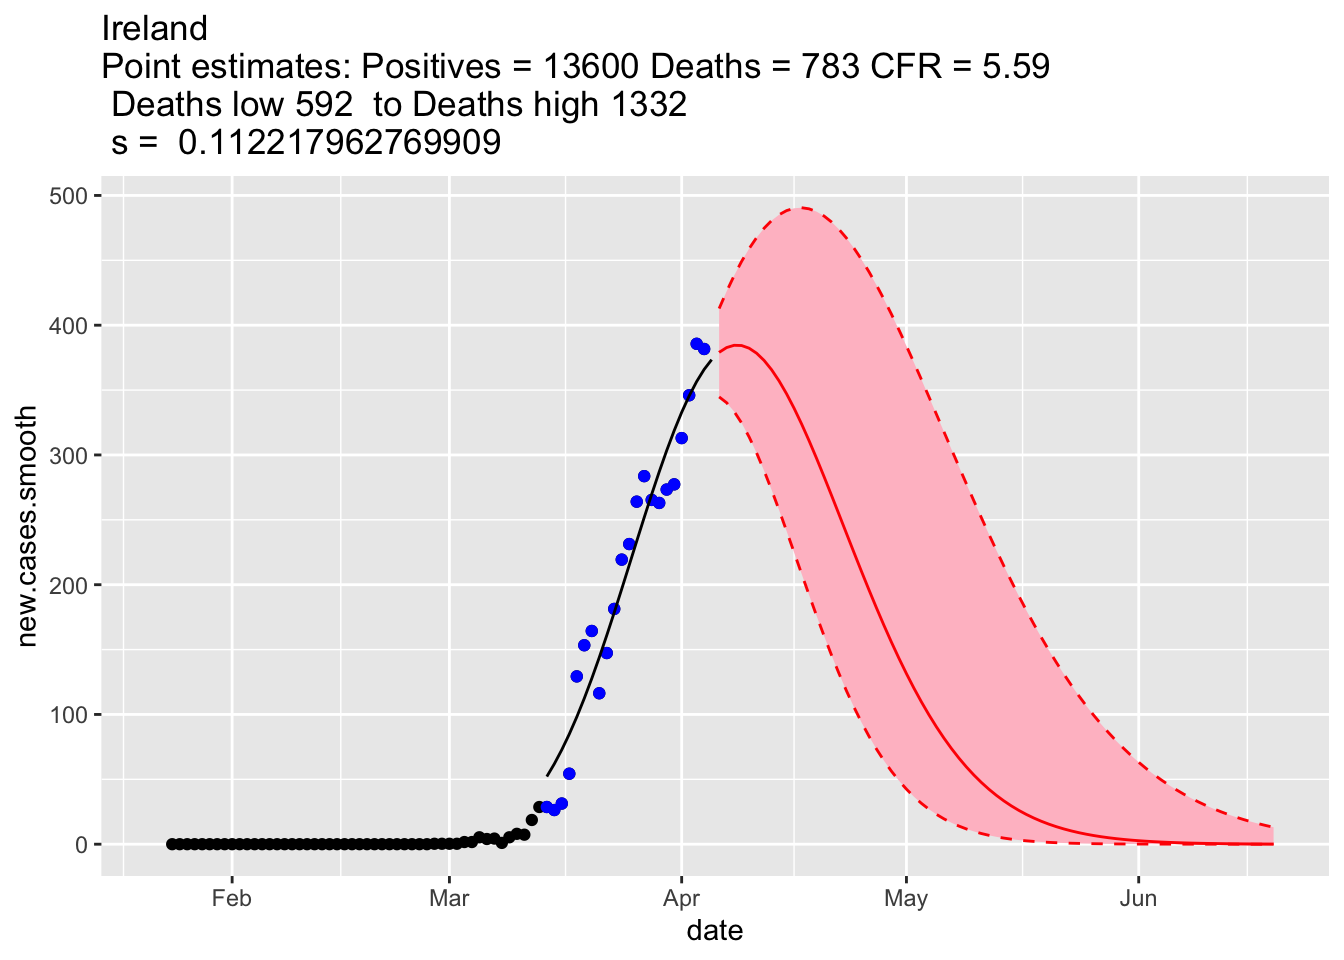 Ireland
Point estimates: Positives = 13600 Deaths = 783 CFR = 5.59
Deaths low 592  to Deaths high 1332
s =  0.112217962769909
500
400
300
200
100
0
new.cases.smooth
Feb Mar Apr May Jun
date